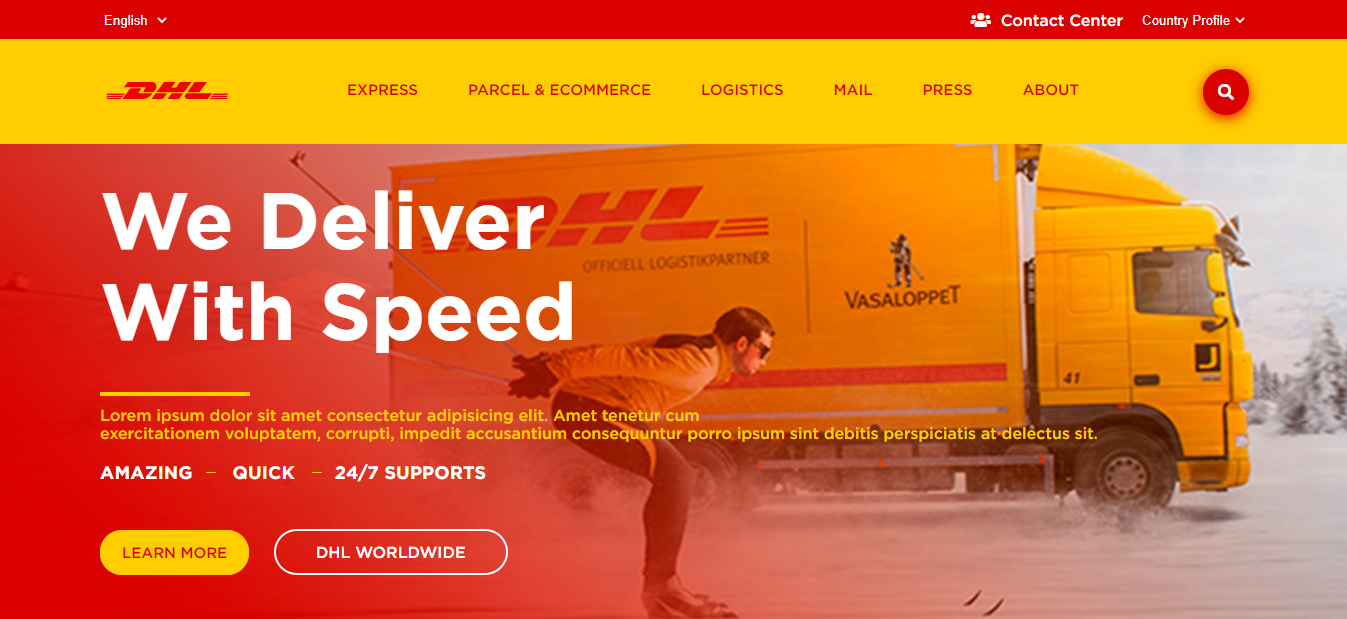 English
Contact Center
Country Profile
DHL
EXPRESS
PARCEL & ECOMMERCE
LOGISTICS
MAIL
PRESS
ABOUT
DHL
OFFICIELL LOGISTIKPARTNER
VASALOPPET
We Deliver
With Speed
41
Lorem ipsum dolor sit amet consectetur adipisicing elit. Amet tenetur cum
exercitationem voluptatem, corrupti, impedit accusantium consequuntur porro ipsum sint debitis perspiciatis at delectus sit.
AMAZING – QUICK – 24/7 SUPPORTS
LEARN MORE
DHL WORLDWIDE